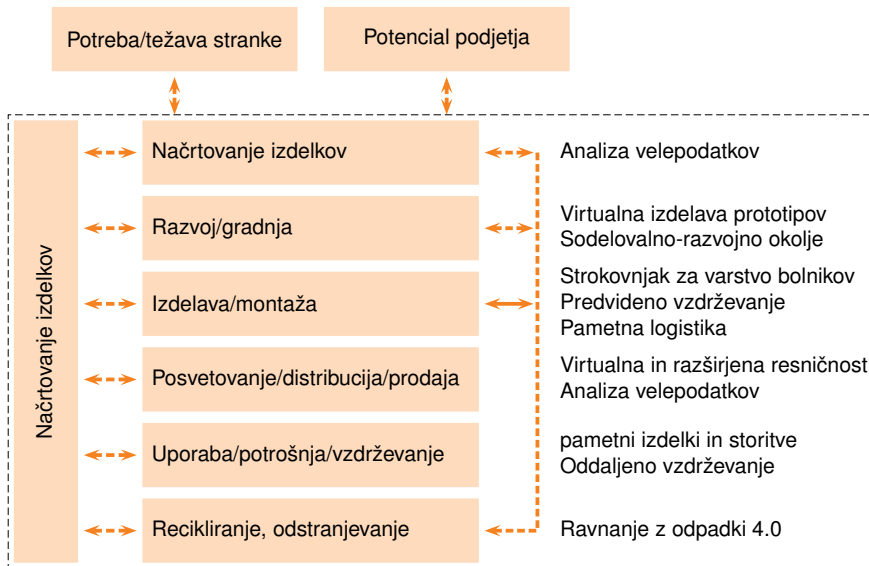 Potreba/težava stranke
Potencial podjetja
Načrtovanje izdelkov
Načrtovanje izdelkov
Analiza velepodatkov
Razvoj/gradnja
Virtualna izdelava prototipov
Sodelovalno-razvojno okolje
Izdelava/montaža
Strokovnjak za varstvo bolnikov
Predvideno vzdrževanje
Pametna logistika
Posvetovanje/distribucija/prodaja
Virtualna in razširjena resničnost
Analiza velepodatkov
Uporaba/potrošnja/vzdrževanje
pametni izdelki in storitve
Oddaljeno vzdrževanje
Recikliranje, odstranjevanje
Ravnanje z odpadki 4.0